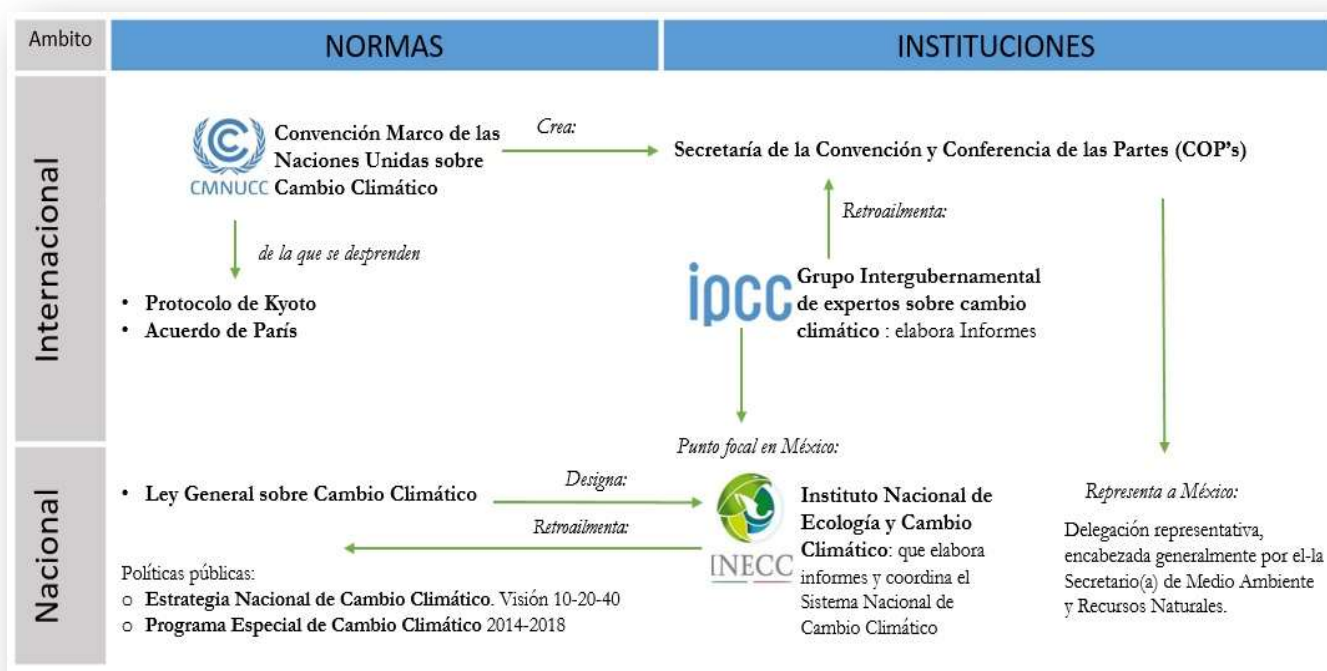 Ambito
NORMAS
INSTITUCIONES
Internacional
CMNUCC
Convención Marco de las
Naciones Unidas sobre
Cambio Climático
Crea:
Secretaría de la Convención y Conferencia de las Partes (COP's)
de la que se desprenden
• Protocolo de Kyoto
• Acuerdo de París
Retroailmenta:
ipcc
Grupo Intergubernamental
de expertos sobre cambio
climático : elabora Informes
Nacional
Punto focal en México:
• Ley General sobre Cambio Climático
Designa:
Retroailmenta:
Políticas públicas:
o Estrategia Nacional de Cambio Climático. Visión 10-20-40
o Programa Especial de Cambio Climático 2014-2018
INECC
Instituto Nacional de
Ecología y Cambio
Climático: que elabora
informes y coordina el
Sistema Nacional de
Cambio Climático
Representa a México:
Delegación representativa,
encabezada generalmente por el-la
Secretario(a) de Medio Ambiente
y Recursos Naturales.